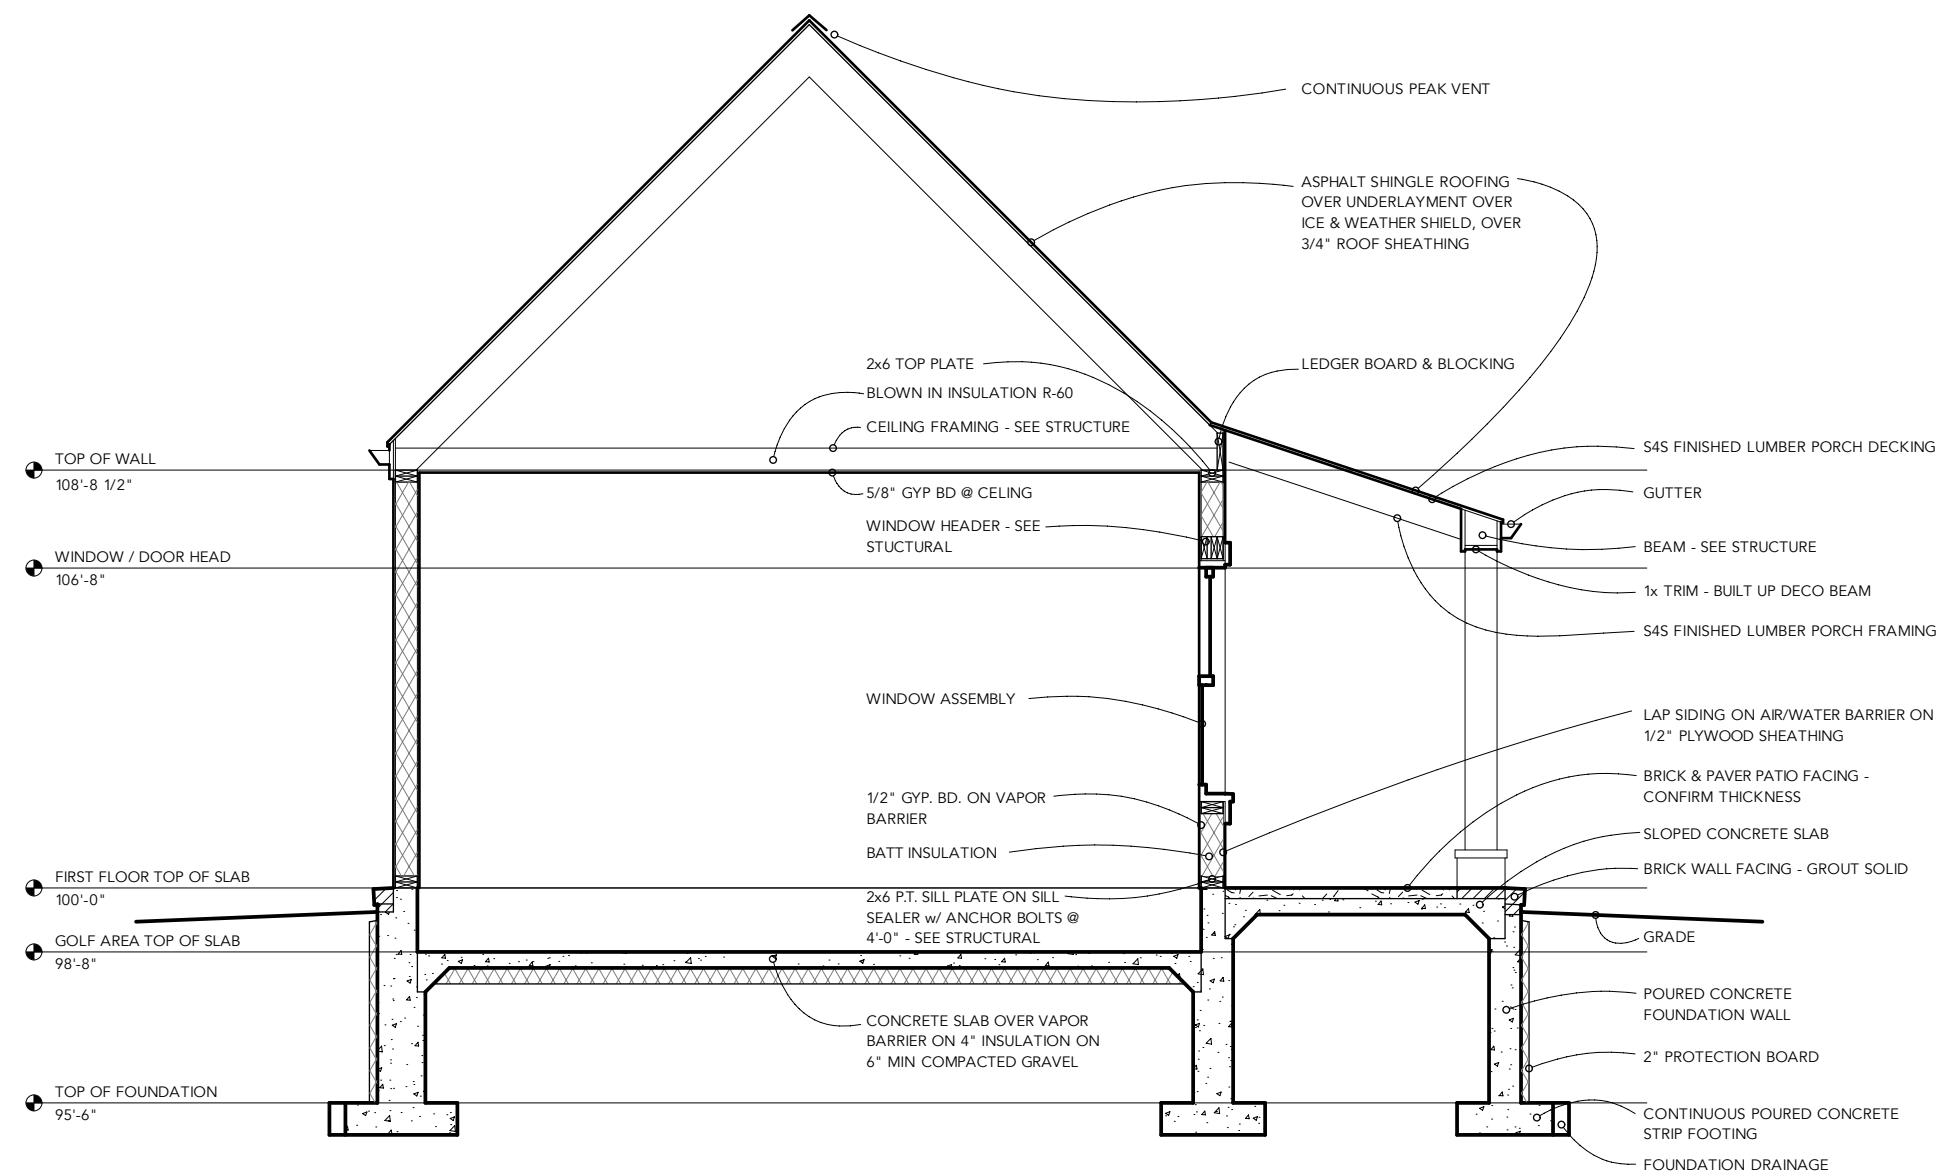 CONTINUOUS PEAK VENT
ASPHALT SHINGLE ROOFING
OVER UNDERLAYMENT OVER
ICE & WEATHER SHIELD, OVER
3/4" ROOF SHEATHING
2x6 TOP PLATE
LEDGER BOARD & BLOCKING
BLOWN IN INSULATION R-60
CEILING FRAMING - SEE STRUCTURE
S4S FINISHED LUMBER PORCH DECKING
TOP OF WALL
108'-8 1/2"
5/8" GYP BD @ CELING
GUTTER
WINDOW HEADER - SEE
STUCTURAL
BEAM - SEE STRUCTURE
WINDOW / DOOR HEAD
106'-8"
1x TRIM - BUILT UP DECO BEAM
S4S FINISHED LUMBER PORCH FRAMING
WINDOW ASSEMBLY
LAP SIDING ON AIR/WATER BARRIER ON
1/2" PLYWOOD SHEATHING
BRICK & PAVER PATIO FACING -
CONFIRM THICKNESS
1/2" GYP. BD. ON VAPOR
BARRIER
SLOPED CONCRETE SLAB
BATT INSULATION
BRICK WALL FACING - GROUT SOLID
FIRST FLOOR TOP OF SLAB
100'-0"
2x6 P.T. SILL PLATE ON SILL
SEALER w/ ANCHOR BOLTS @
4'-0" - SEE STRUCTURAL
GRADE
GOLF AREA TOP OF SLAB
98'-8"
POURED CONCRETE
FOUNDATION WALL
CONCRETE SLAB OVER VAPOR
BARRIER ON 4" INSULATION ON
6" MIN COMPACTED GRAVEL
2" PROTECTION BOARD
TOP OF FOUNDATION
95'-6"
CONTINUOUS POURED CONCRETE
STRIP FOOTING
FOUNDATION DRAINAGE